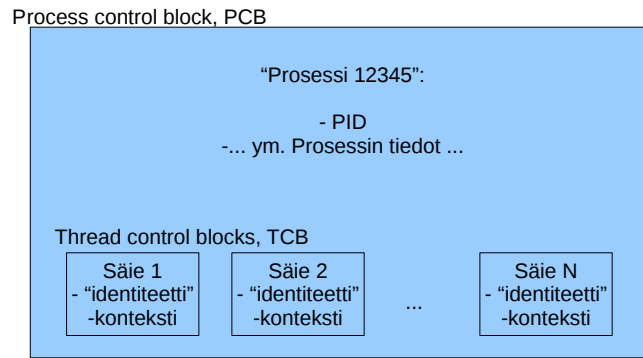 Process control block, PCB
“Prosessi 12345”:
- PID
-... ym. Prosessin tiedot ...
Thread control blocks, TCB
Säie 1
- “identiteetti”
-konteksti
Säie 2
- “identiteetti”
-konteksti
...
Säie N
- “identiteetti”
-konteksti